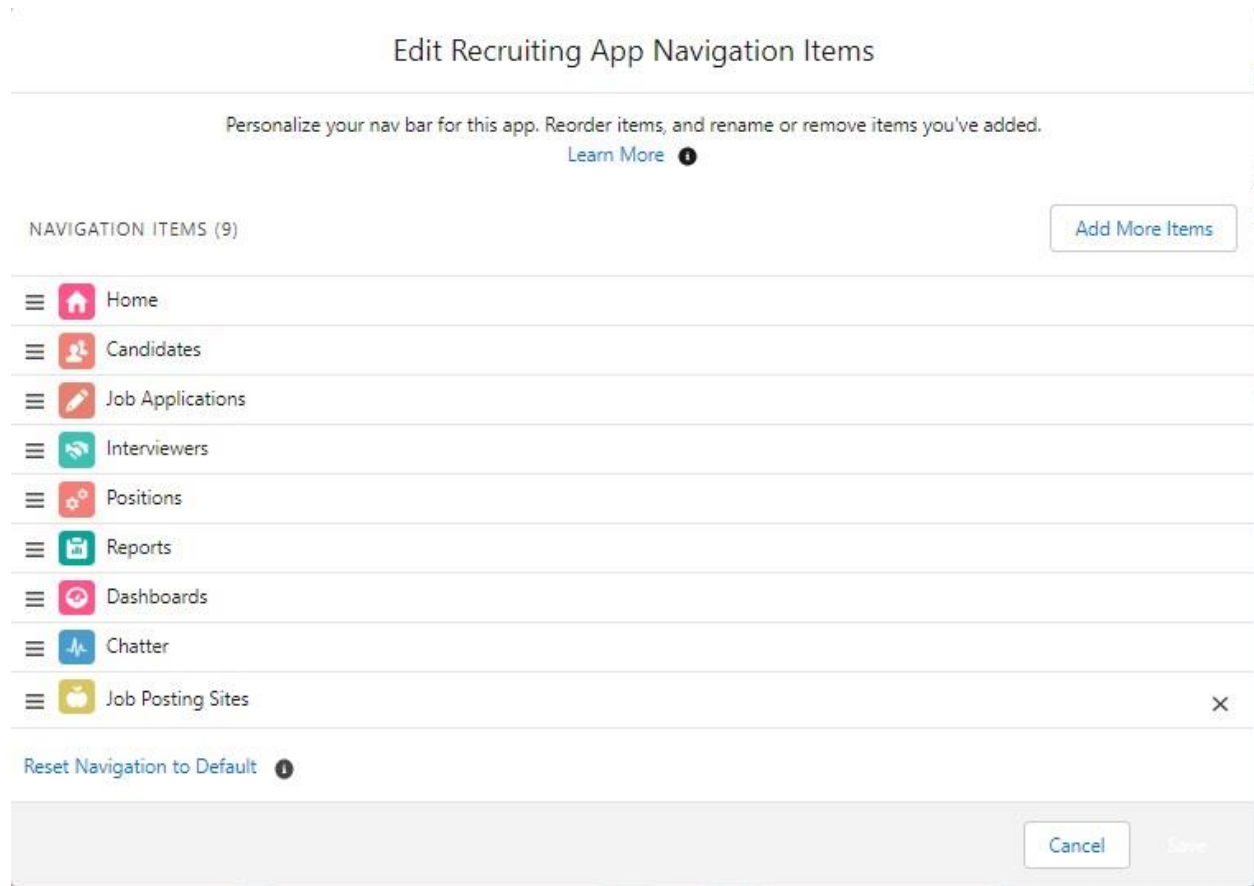 Edit Recruiting App Navigation Items
Personalize your nav bar for this app. Reorder items, and rename or remove items you've added.
Learn More
NAVIGATION ITEMS (9)
Add More Items
Home
Candidates
Job Applications
Interviewers
Positions
Reports
Dashboards
Chatter
Job Posting Sites
Reset Navigation to Default
Cancel
Save